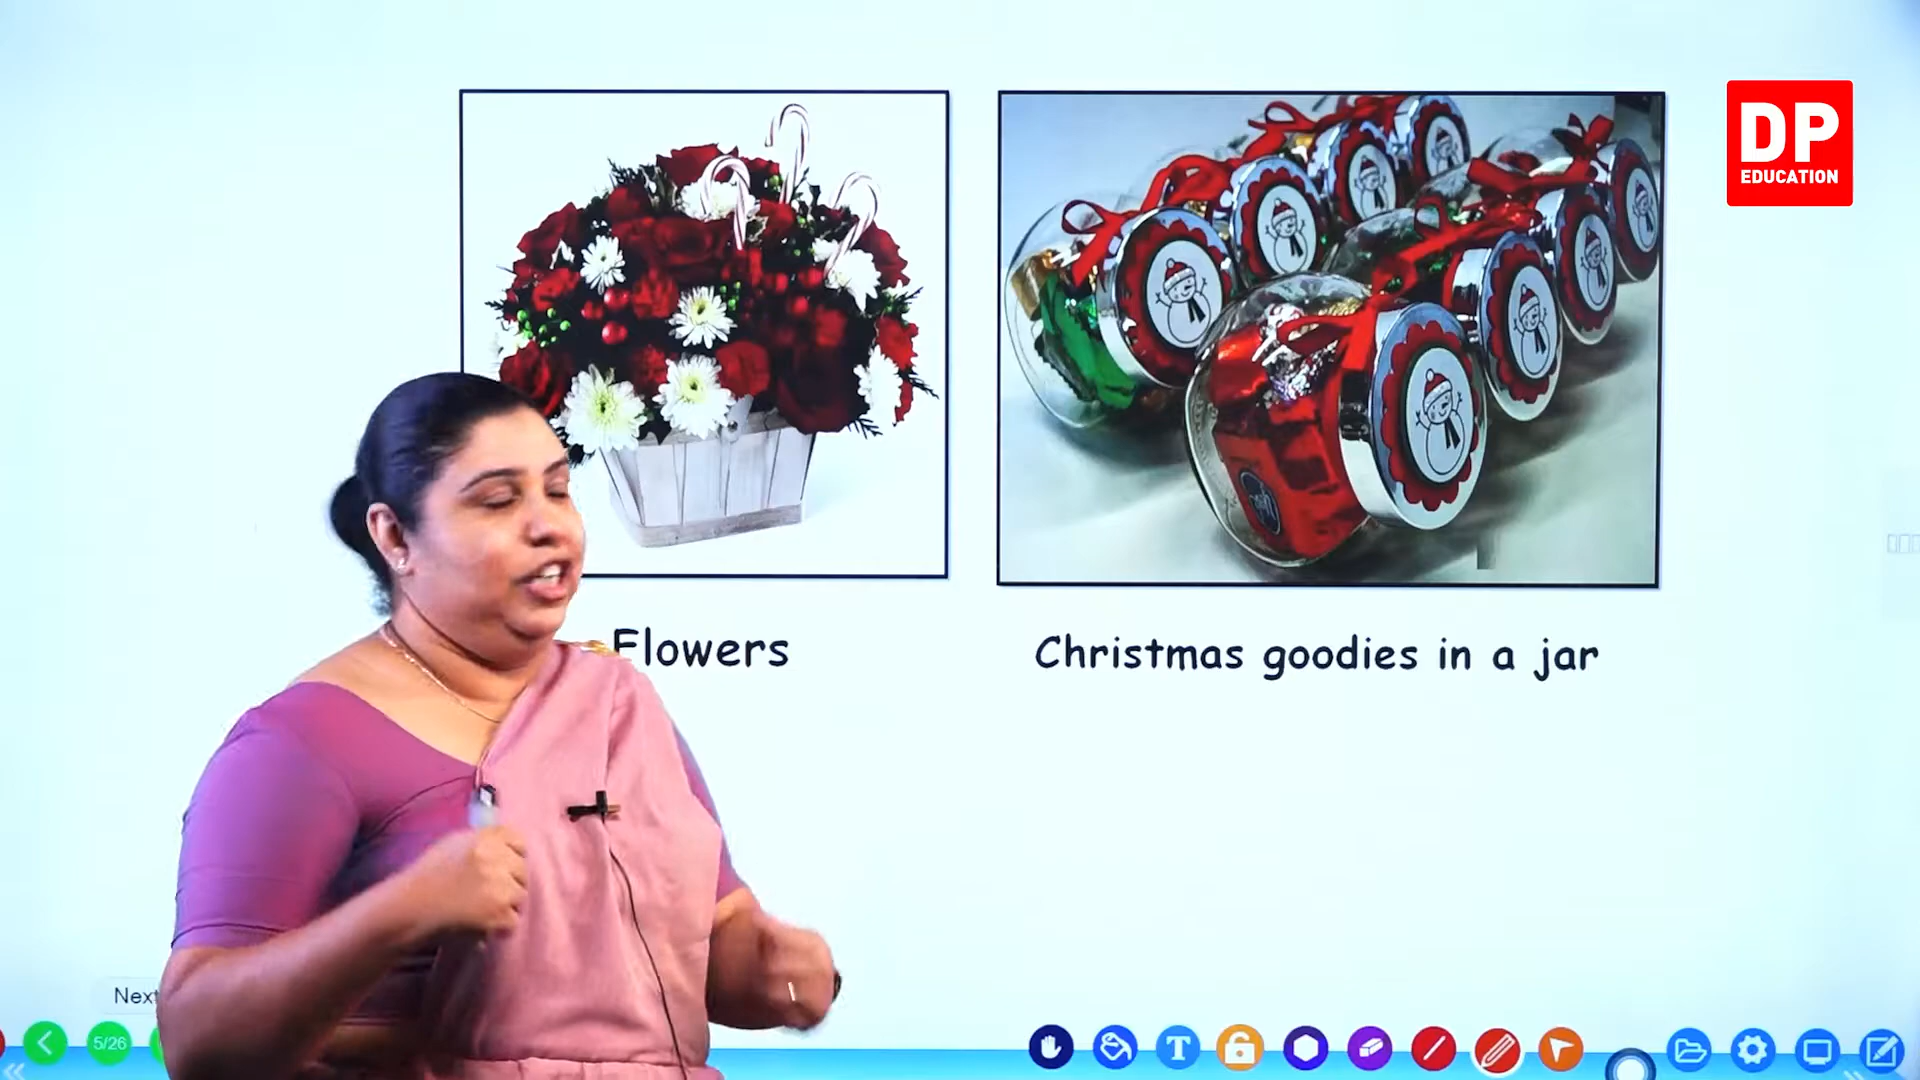 DP
EDUCATION
Flowers
Christmas goodies in a jar
Next
5/26
T